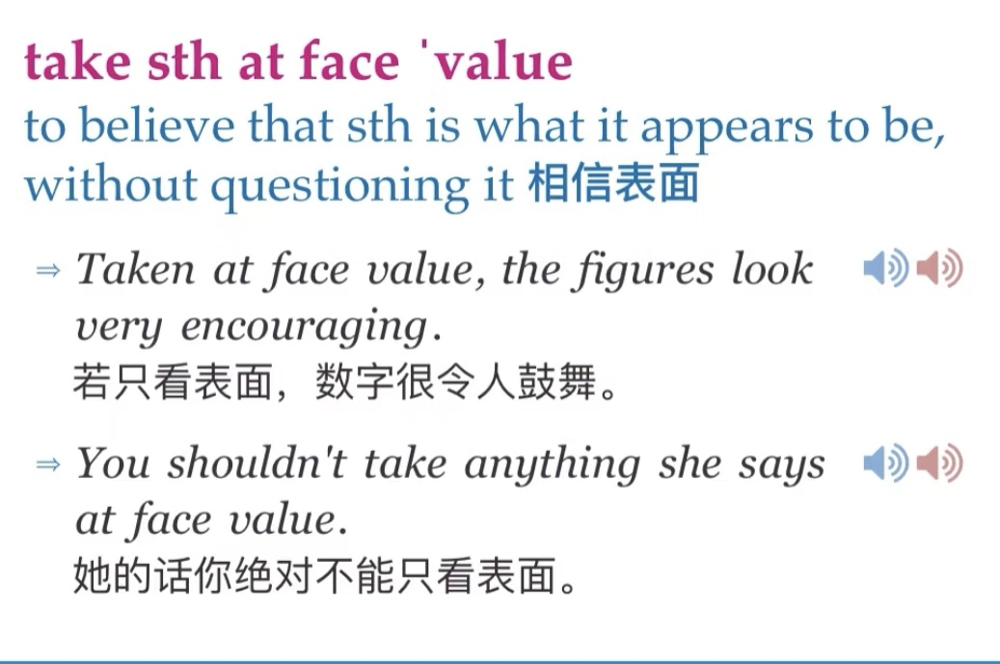 take sth at face ˈvalue
to believe that sth is what it appears to be,
without questioning it 相信表面
⇒ Taken at face value, the figures look
very encouraging.
若只看表面，数字很令人鼓舞。
⇒ You shouldn't take anything she says
at face value.
她的话你绝对不能只看表面。